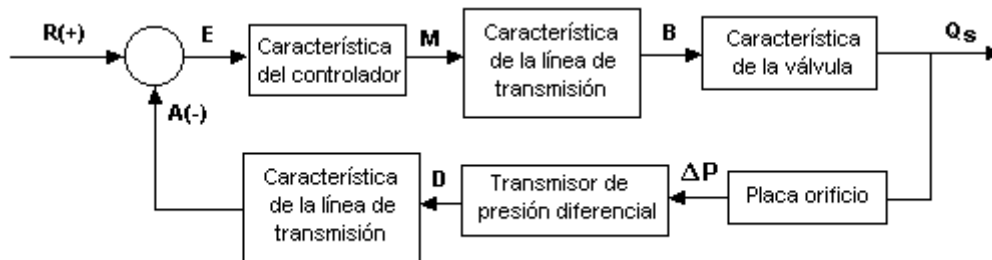 R(+)
E
Característica
del controlador
M
Característica
de la línea de
transmisión
B
Característica
de la válvula
Qs
A(-)
Característica
de la línea de
transmisión
D
Transmisor de
presión diferencial
ΔP
Placa orificio